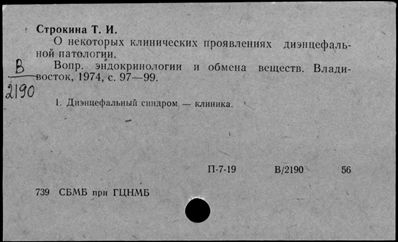 Строкина Т. И.
О некоторых клинических проявлениях диэнцефаль-
ной патологии.
Вопр. эндокринологии и обмена веществ. Влади-
восток, 1974, с. 97—99.
В
2190
1. Диэнцефальный синдром — клиника.
П-7-19 В/2190 56
739 СБМБ при ГЦНМБ